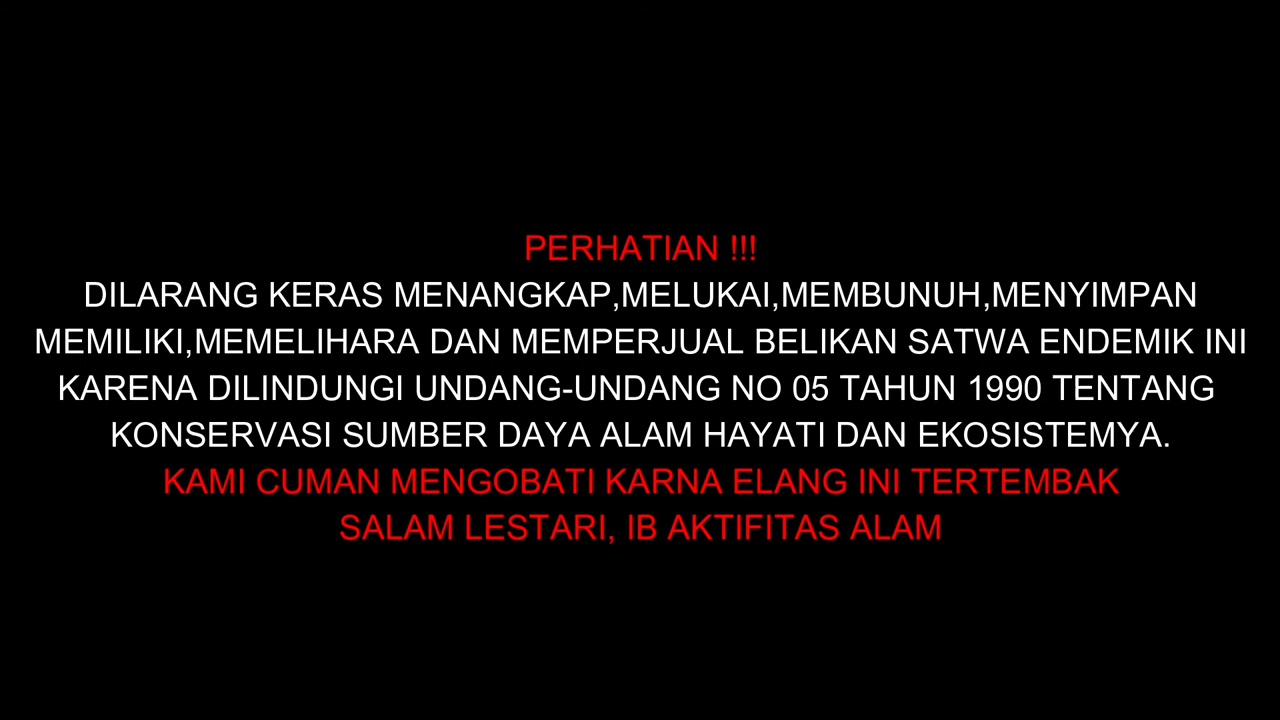 PERHATIAN !!!
DILARANG KERAS MENANGKAP,MELUKAI,MEMBUNUH,MENYIMPAN
MEMILIKI,MEMELIHARA DAN MEMPERJUAL BELIKAN SATWA ENDEMIK INI
KARENA DILINDUNGI UNDANG-UNDANG NO 05 TAHUN 1990 TENTANG
KONSERVASI SUMBER DAYA ALAM HAYATI DAN EKOSISTEMYA.
KAMI CUMAN MENGOBATI KARNA ELANG INI TERTEMBAK
SALAM LESTARI, IB AKTIFITAS ALAM